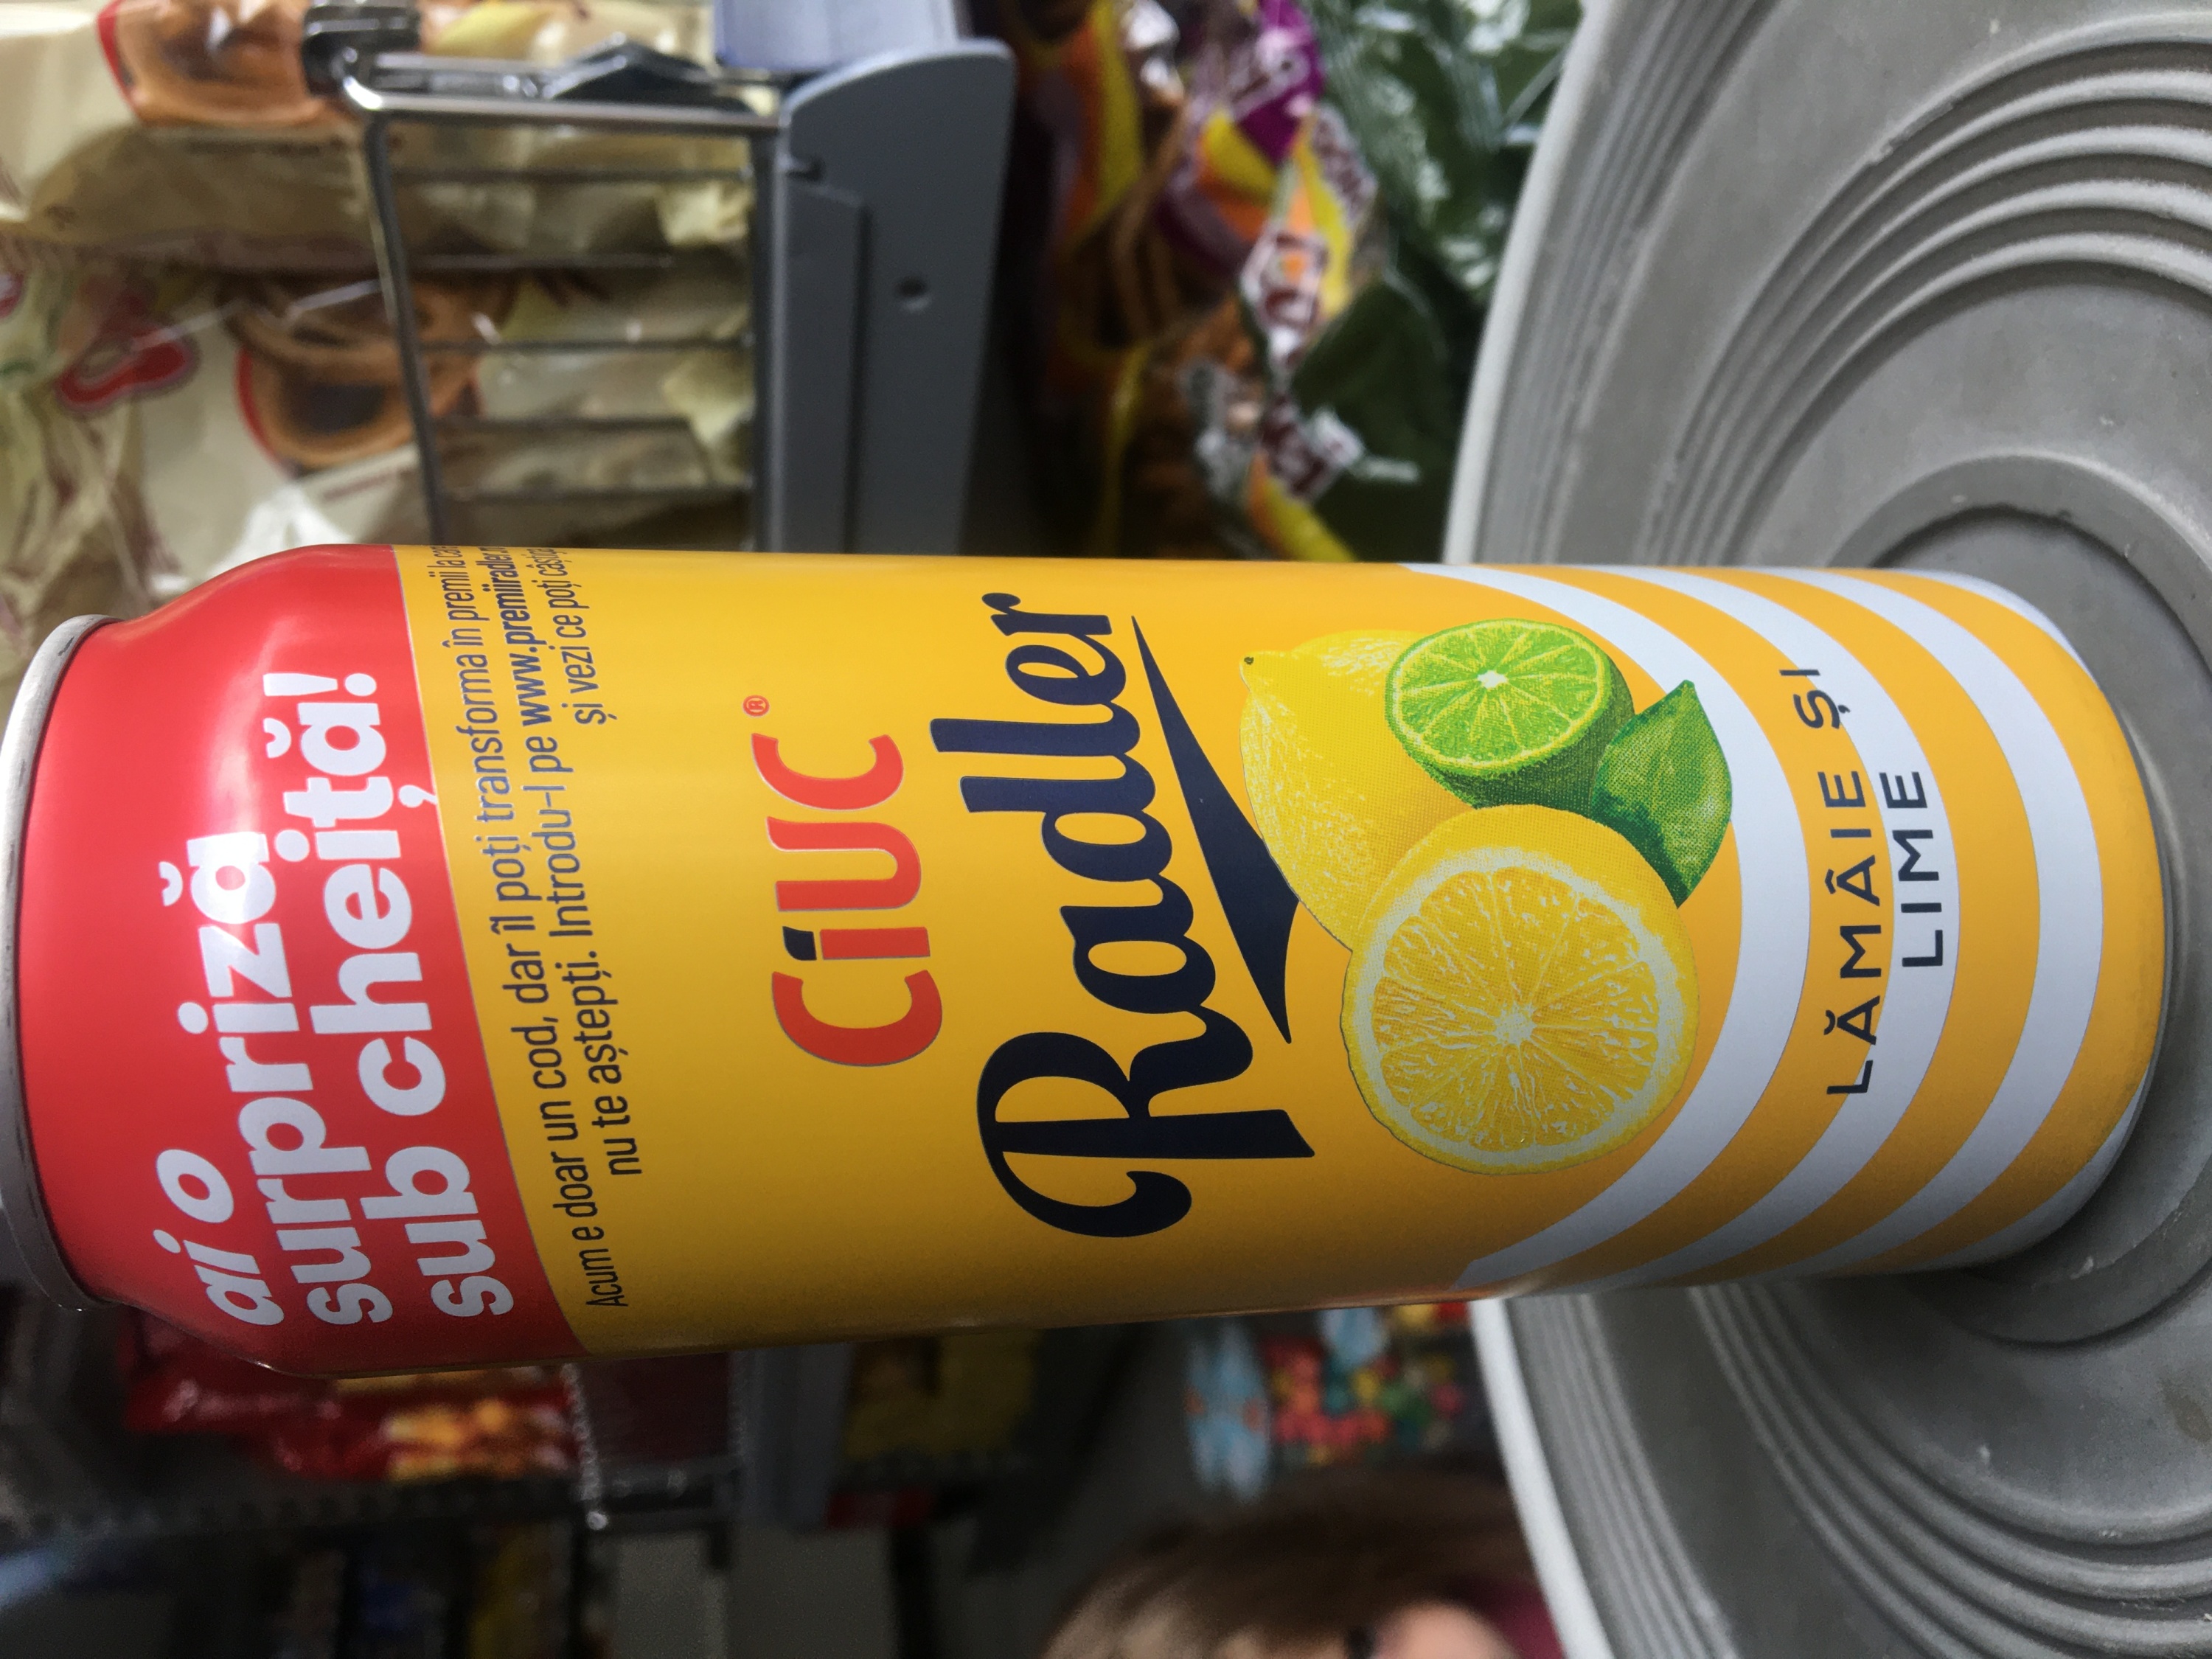 ai o
surpriză
sub cheiță!
Acum e doar un cod, dar îl poți transforma în premii la
nu te aștepți. Introdu-l pe www.premiiradler
și vezi ce poți
CIUC®
Radler
LĂMÂIE ȘI
LIME